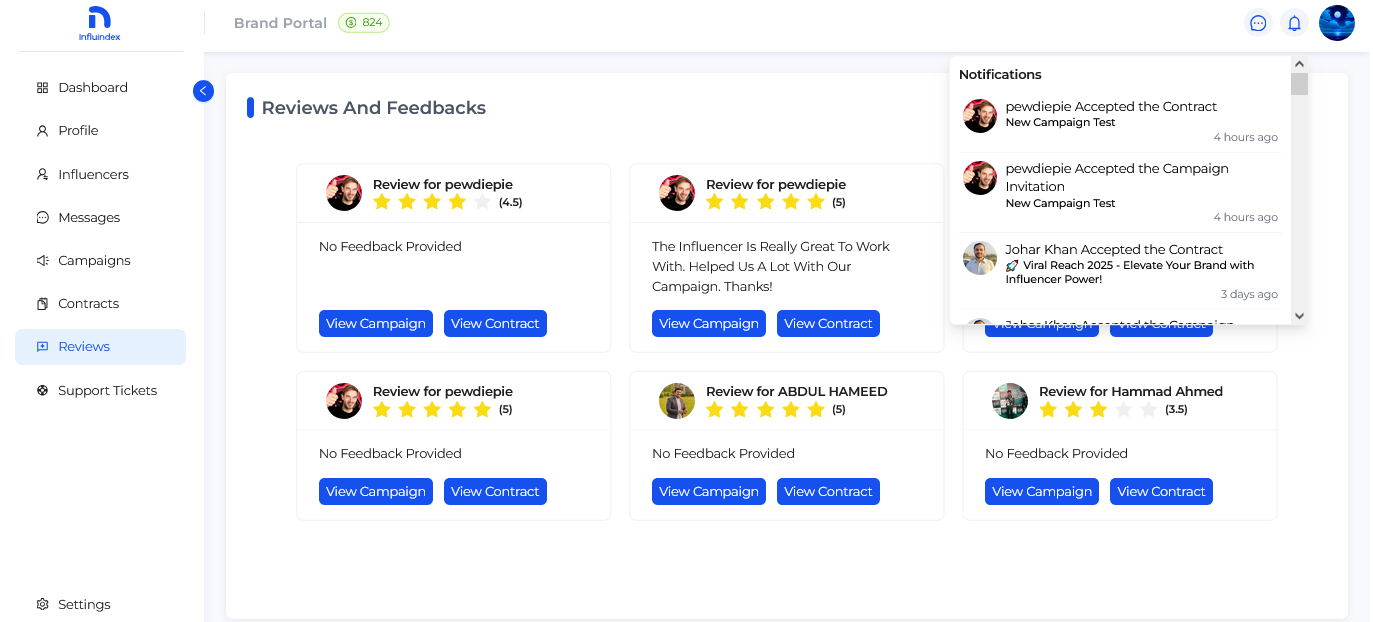 influindex
Brand Portal
824
Dashboard
Profile
Influencers
Messages
Campaigns
Contracts
Reviews
Support Tickets
Settings
Reviews And Feedbacks
Review for pewdiepie
(4.5)
No Feedback Provided
View Campaign View Contract
Review for pewdiepie
(5)
The Influencer Is Really Great To Work
With. Helped Us A Lot With Our
Campaign. Thanks!
View Campaign View Contract
View Campaign View Contract
Review for pewdiepie
(5)
No Feedback Provided
View Campaign View Contract
Review for ABDUL HAMEED
(5)
No Feedback Provided
View Campaign View Contract
Review for Hammad Ahmed
(3.5)
No Feedback Provided
View Campaign View Contract
Notifications
pewdiepie Accepted the Contract
New Campaign Test
4 hours ago
pewdiepie Accepted the Campaign
Invitation
New Campaign Test
4 hours ago
Johar Khan Accepted the Contract
🚀 Viral Reach 2025 - Elevate Your Brand with
Influencer Power!
3 days ago
Johar Khan Accepted the Campaign